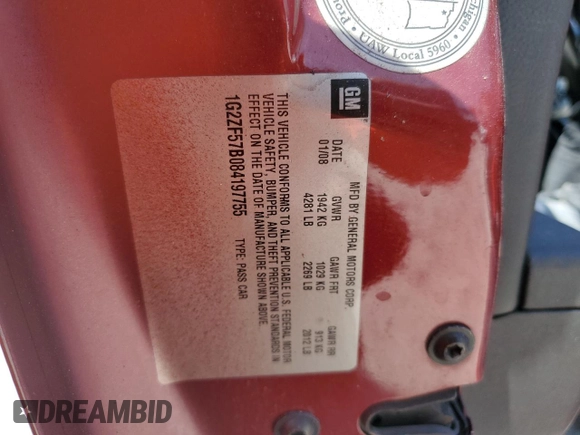 GM
MFD BY GENERAL MOTORS CORP.
DATE GVWR GAWR FRT GAWR RR
01/08 1942 KG 1029 KG 913 KG
4281 LB 2269 LB 2012 LB
THIS VEHICLE CONFORMS TO ALL APPLICABLE U.S. FEDERAL MOTOR
VEHICLE SAFETY, BUMPER, AND THEFT PREVENTION STANDARDS IN
EFFECT ON THE DATE OF MANUFACTURE SHOWN ABOVE.
1G2ZF57B084197755 TYPE: PASS CAR
UAW Local 5960
DREAMBID